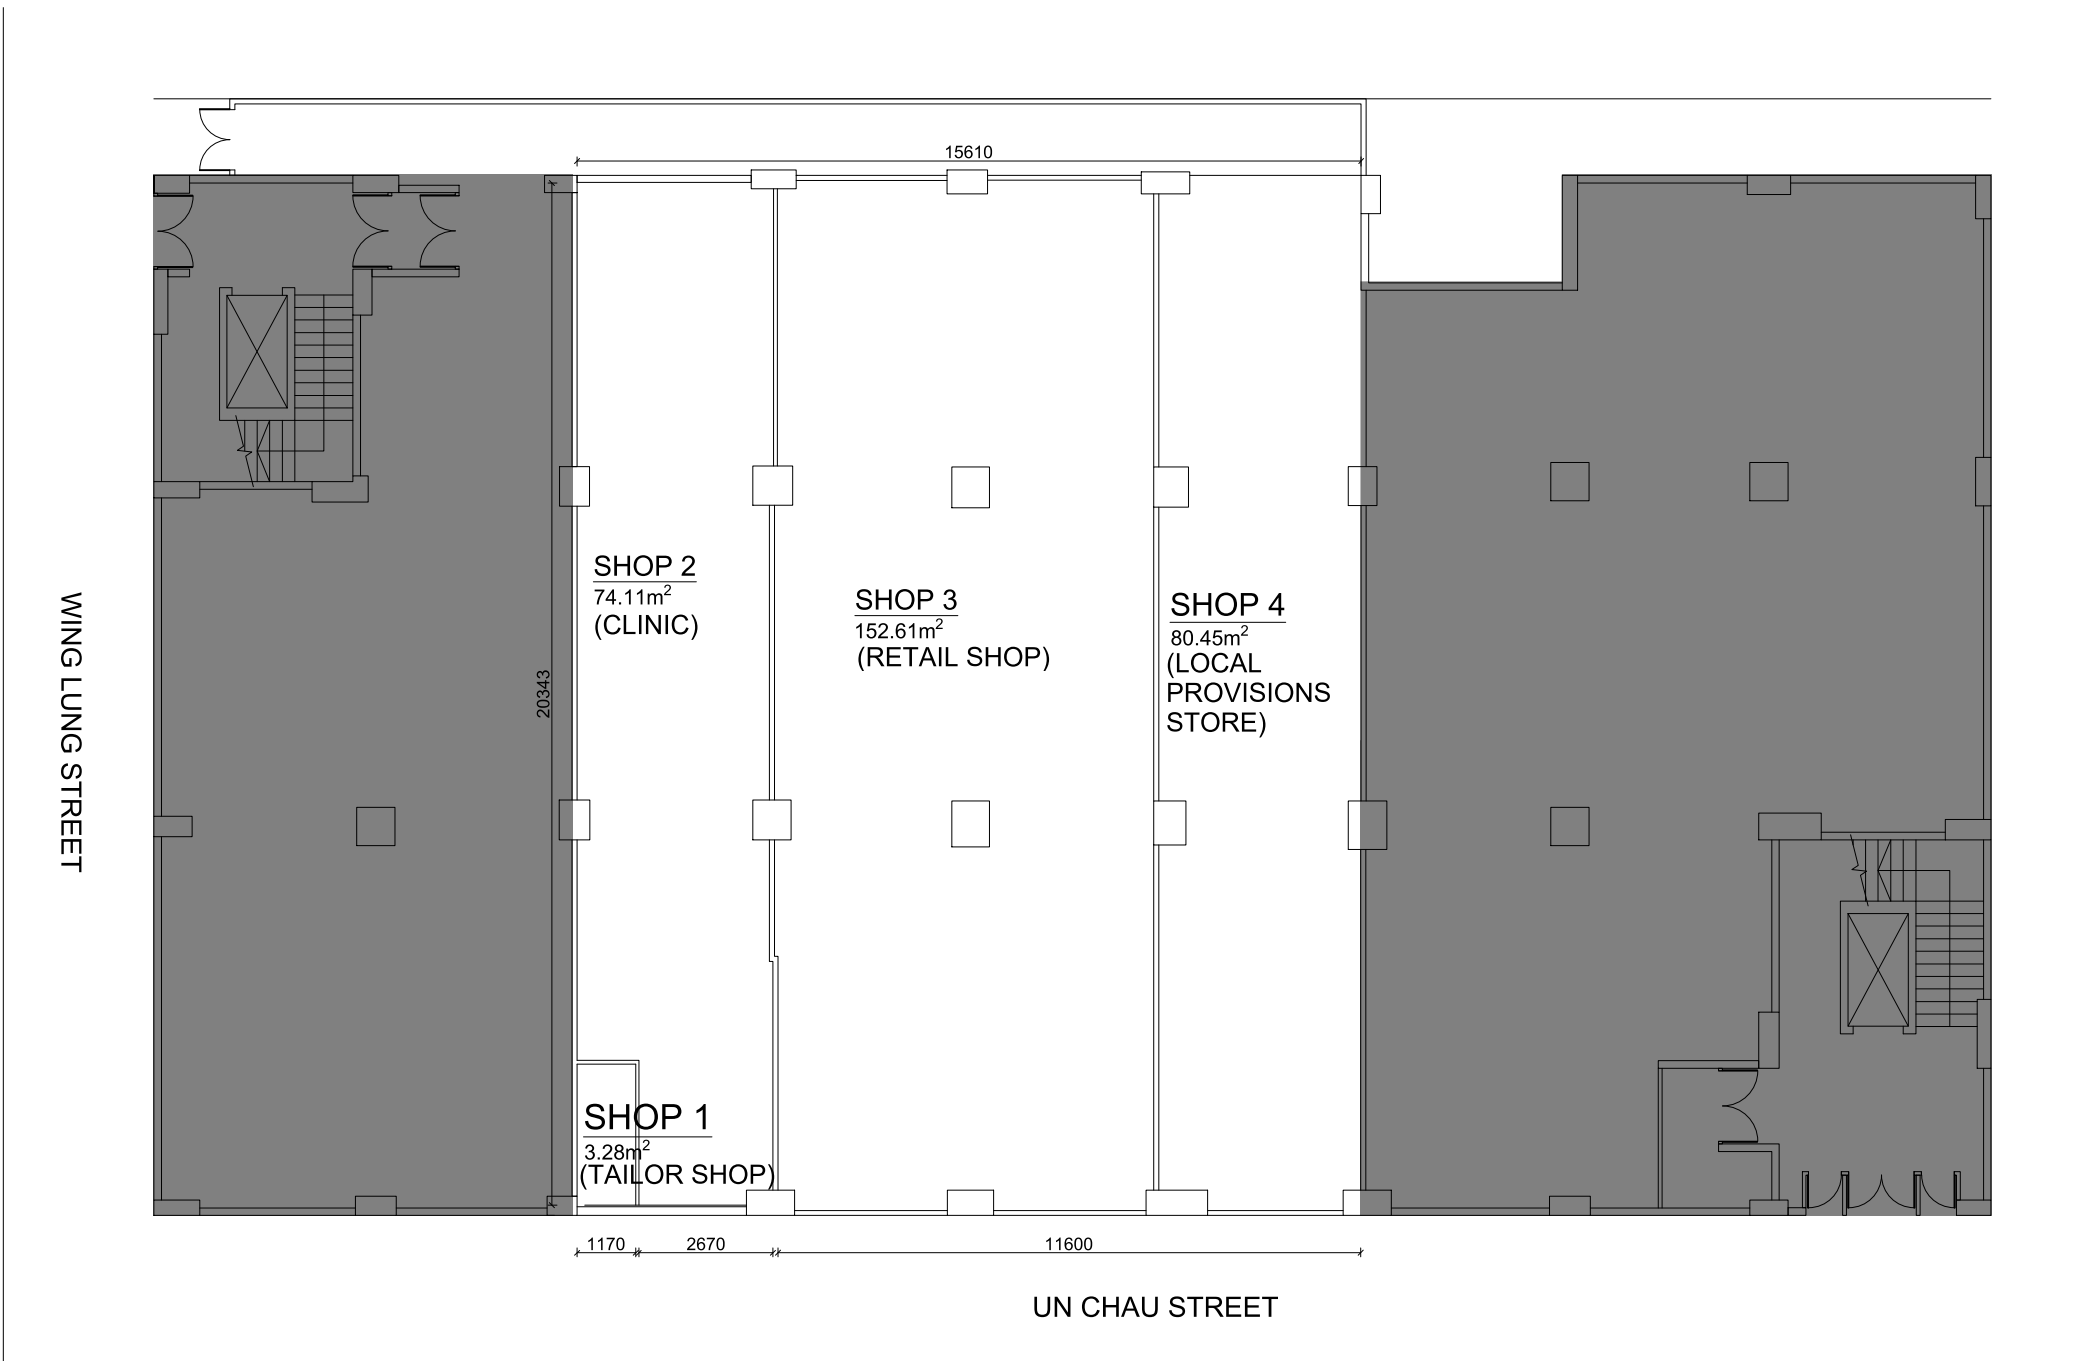 15610
SHOP 2
74.11m²
(CLINIC)
SHOP 3
152.61m²
(RETAIL SHOP)
SHOP 4
80.45m²
(LOCAL
PROVISIONS
STORE)
WING LUNG STREET
20343
SHOP 1
3.28m²
(TAILOR SHOP)
1170
2670
11600
UN CHAU STREET